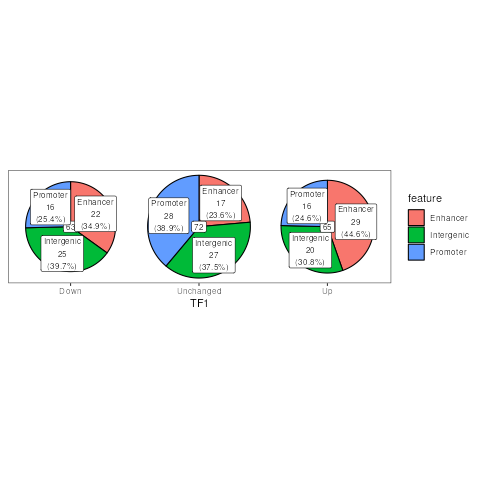 Promoter
16
(25.4%)
Enhancer
22
(34.9%)
63
Intergenic
25
(39.7%)
Down
Enhancer
17
(23.6%)
Promoter
28
(38.9%)
72
Intergenic
27
(37.5%)
Unchanged
Promoter
16
(24.6%)
Enhancer
29
(44.6%)
65
Intergenic
20
(30.8%)
Up
TF1
feature
Enhancer
Intergenic
Promoter